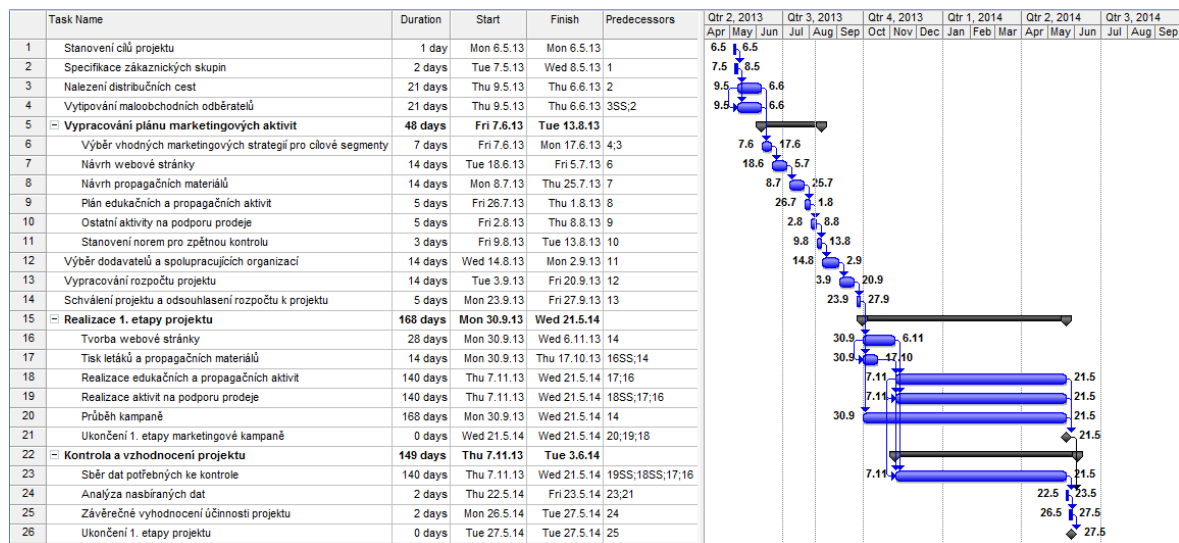 Task Name Duration Start Finish Predecessors Qtr 2, 2013 Qtr 3, 2013 Qtr 4, 2013 Qtr 1, 2014 Qtr 2, 2014 Qtr 3, 2014
Apr May Jun Jul Aug Sep Oct Nov Dec Jan Feb Mar Apr May Jun Jul Aug Sep
1 Stanovení cílů projektu 1 day Mon 6.5.13 Mon 6.5.13 6.5 6.5
2 Specifikace zákaznických skupin 2 days Tue 7.5.13 Wed 8.5.13 1 7.5 8.5
3 Nalezení distribučních cest 21 days Thu 9.5.13 Thu 6.6.13 2 9.5 6.6
4 Vytipování maloobchodních odběratelů 21 days Thu 9.5.13 Thu 6.6.13 3SS;2 9.5 6.6
5 Vypracování plánu marketingových aktivit 48 days Fri 7.6.13 Tue 13.8.13
6 Výběr vhodných marketingových strategií pro cílové segmenty 7 days Fri 7.6.13 Mon 17.6.13 4;3 7.6 17.6
7 Návrh webové stránky 14 days Tue 18.6.13 Fri 5.7.13 6 18.6 5.7
8 Návrh propagačních materiálů 14 days Mon 8.7.13 Thu 25.7.13 7 8.7 25.7
9 Plán edukačních a propagačních aktivit 5 days Fri 26.7.13 Thu 1.8.13 8 26.7 1.8
10 Ostatní aktivity na podporu prodeje 5 days Fri 2.8.13 Thu 8.8.13 9 2.8 8.8
11 Stanovení norem pro zpětnou kontrolu 3 days Fri 9.8.13 Tue 13.8.13 10 9.8 13.8
12 Výběr dodavatelů a spolupracujících organizací 14 days Wed 14.8.13 Mon 2.9.13 11 14.8 2.9
13 Vypracování rozpočtu projektu 14 days Tue 3.9.13 Fri 20.9.13 12 3.9 20.9
14 Schválení projektu a odsouhlasení rozpočtu k projektu 5 days Mon 23.9.13 Fri 27.9.13 13 23.9 27.9
15 Realizace 1. etapy projektu 168 days Mon 30.9.13 Wed 21.5.14
16 Tvorba webové stránky 28 days Mon 30.9.13 Wed 6.11.13 14 30.9 6.11
17 Tisk letáků a propagačních materiálů 14 days Mon 30.9.13 Thu 17.10.13 16SS;14 30.9 17.10
18 Realizace edukačních a propagačních aktivit 140 days Thu 7.11.13 Wed 21.5.14 17;16 7.11 21.5
19 Realizace aktivit na podporu prodeje 140 days Thu 7.11.13 Wed 21.5.14 18SS;17;16 7.11 21.5
20 Průběh kampaně 168 days Mon 30.9.13 Wed 21.5.14 14 30.9 21.5
21 Ukončení 1. etapy marketingové kampaně 0 days Wed 21.5.14 Wed 21.5.14 20;19;18 21.5
22 Kontrola a vzhodnocení projektu 149 days Thu 7.11.13 Tue 3.6.14
23 Sběr dat potřebných ke kontrole 140 days Thu 7.11.13 Wed 21.5.14 19SS;18SS;17;16 7.11 21.5
24 Analýza nasbíraných dat 2 days Thu 22.5.14 Fri 23.5.14 23;21 22.5 23.5
25 Závěrečné vyhodnocení účinnosti projektu 2 days Mon 26.5.14 Tue 27.5.14 24 26.5 27.5
26 Ukončení 1. etapy projektu 0 days Tue 27.5.14 Tue 27.5.14 25 27.5